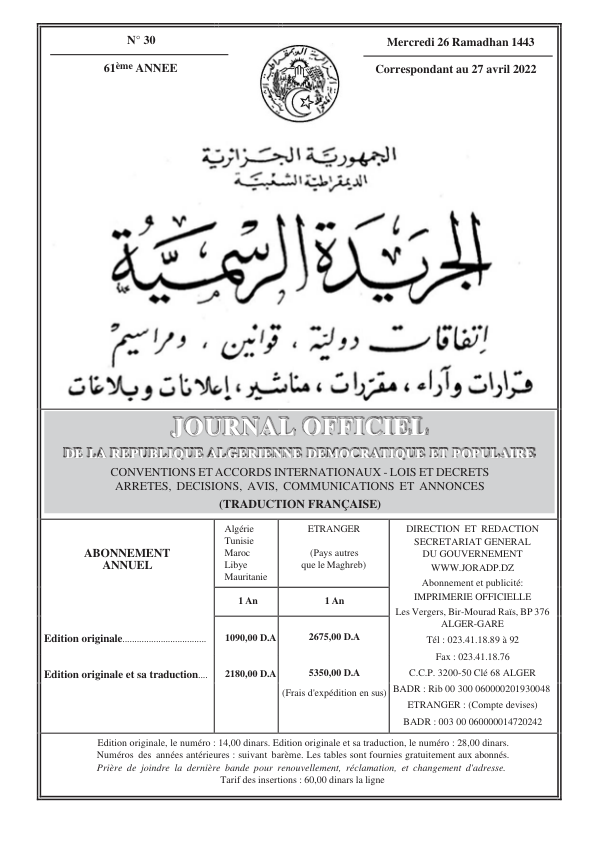 N° 30
Mercredi 26 Ramadhan 1443
61ème ANNEE
Correspondant au 27 avril 2022
الجمهورية الجزائرية
الديمقراطية الشعبية
الجريدة الرسمية
إتفاقات دولية ، قوانين ، ومراسيم
قرارات وآراء ، مقررات ، مناشير ، إعلانات وبلاغات
JOURNAL OFFICIEL
DE LA REPUBLIQUE ALGERIENNE DEMOCRATIQUE ET POPULAIRE
CONVENTIONS ET ACCORDS INTERNATIONAUX - LOIS ET DECRETS
ARRETES, DECISIONS, AVIS, COMMUNICATIONS ET ANNONCES
(TRADUCTION FRANÇAISE)
ABONNEMENT
ANNUEL
Algérie
Tunisie
Maroc
Libye
Mauritanie
ETRANGER
(Pays autres
que le Maghreb)
1 An
1 An
Edition originale.................................. 1090,00 D.A 2675,00 D.A
Edition originale et sa traduction.... 2180,00 D.A 5350,00 D.A
(Frais d'expédition en sus)
DIRECTION ET REDACTION
SECRETARIAT GENERAL
DU GOUVERNEMENT
WWW.JORADP.DZ
Abonnement et publicité:
IMPRIMERIE OFFICIELLE
Les Vergers, Bir-Mourad Raïs, BP 376
ALGER-GARE
Tél : 023.41.18.89 à 92
Fax : 023.41.18.76
C.C.P. 3200-50 Clé 68 ALGER
BADR : Rib 00 300 060000201930048
ETRANGER : (Compte devises)
BADR : 003 00 060000014720242
Edition originale, le numéro : 14,00 dinars. Edition originale et sa traduction, le numéro : 28,00 dinars.
Numéros des années antérieures : suivant barème. Les tables sont fournies gratuitement aux abonnés.
Prière de joindre la dernière bande pour renouvellement, réclamation, et changement d'adresse.
Tarif des insertions : 60,00 dinars la ligne